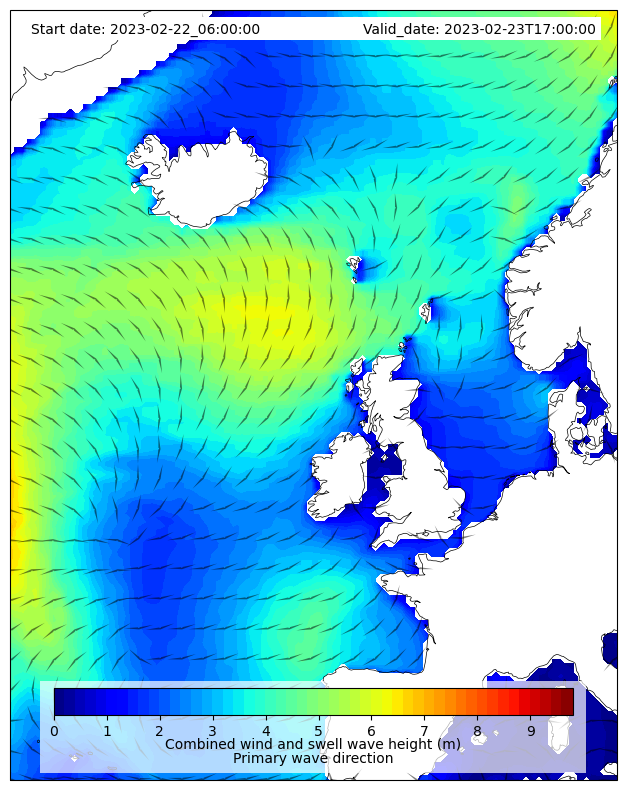 Start date: 2023-02-22_06:00:00 Valid_date: 2023-02-23T17:00:00
0 1 2 3 4 5 6 7 8 9
Combined wind and swell wave height (m)
Primary wave direction